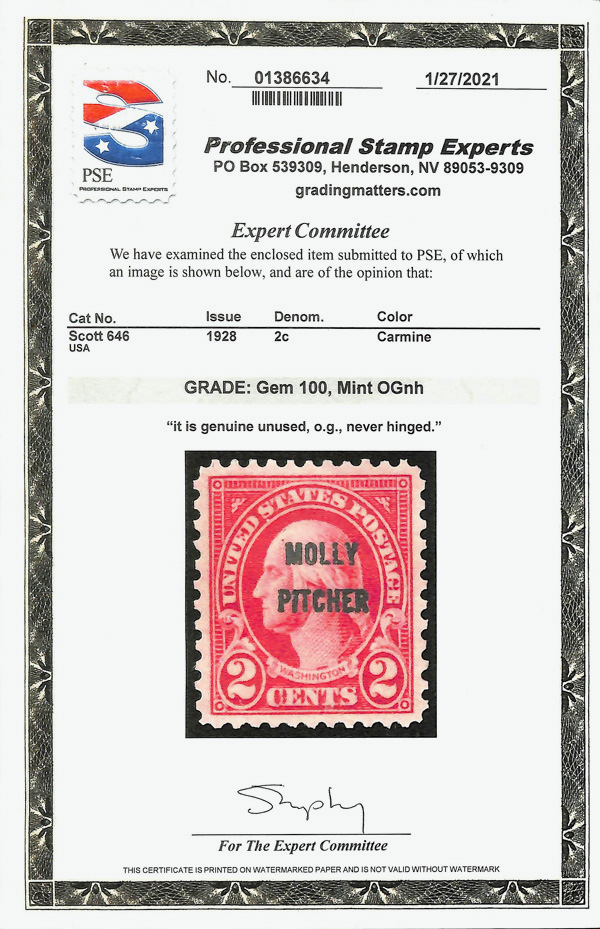 No. 01386634 1/27/2021
PSE
PROFESSIONAL STAMP EXPERTS
Professional Stamp Experts
PO Box 539309, Henderson, NV 89053-9309
gradingmatters.com
Expert Committee
We have examined the enclosed item submitted to PSE, of which
an image is shown below, and are of the opinion that:
Cat No. Issue Denom. Color
Scott 646 1928 2c Carmine
USA
GRADE: Gem 100, Mint OGnh
“it is genuine unused, o.g., never hinged.”
UNITED STATES POSTAGE
MOLLY
PITCHER
WASHINGTON
2 CENTS 2
For The Expert Committee
THIS CERTIFICATE IS PRINTED ON WATERMARKED PAPER AND IS NOT VALID WITHOUT WATERMARK